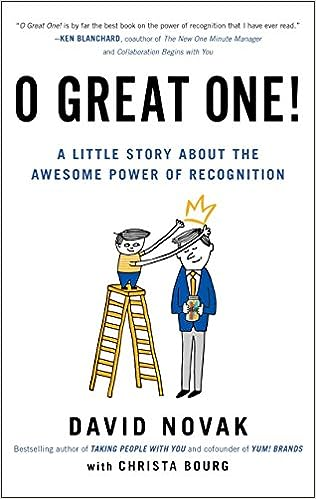 "O Great One! is by far the best book on the power of recognition that I have ever read."
—KEN BLANCHARD, coauthor of The New One Minute Manager
and Collaboration Begins with You
O GREAT ONE!
A LITTLE STORY ABOUT THE
AWESOME POWER OF RECOGNITION
DAVID NOVAK
Bestselling author of TAKING PEOPLE WITH YOU and cofounder of YUM! BRANDS
with CHRISTA BOURG